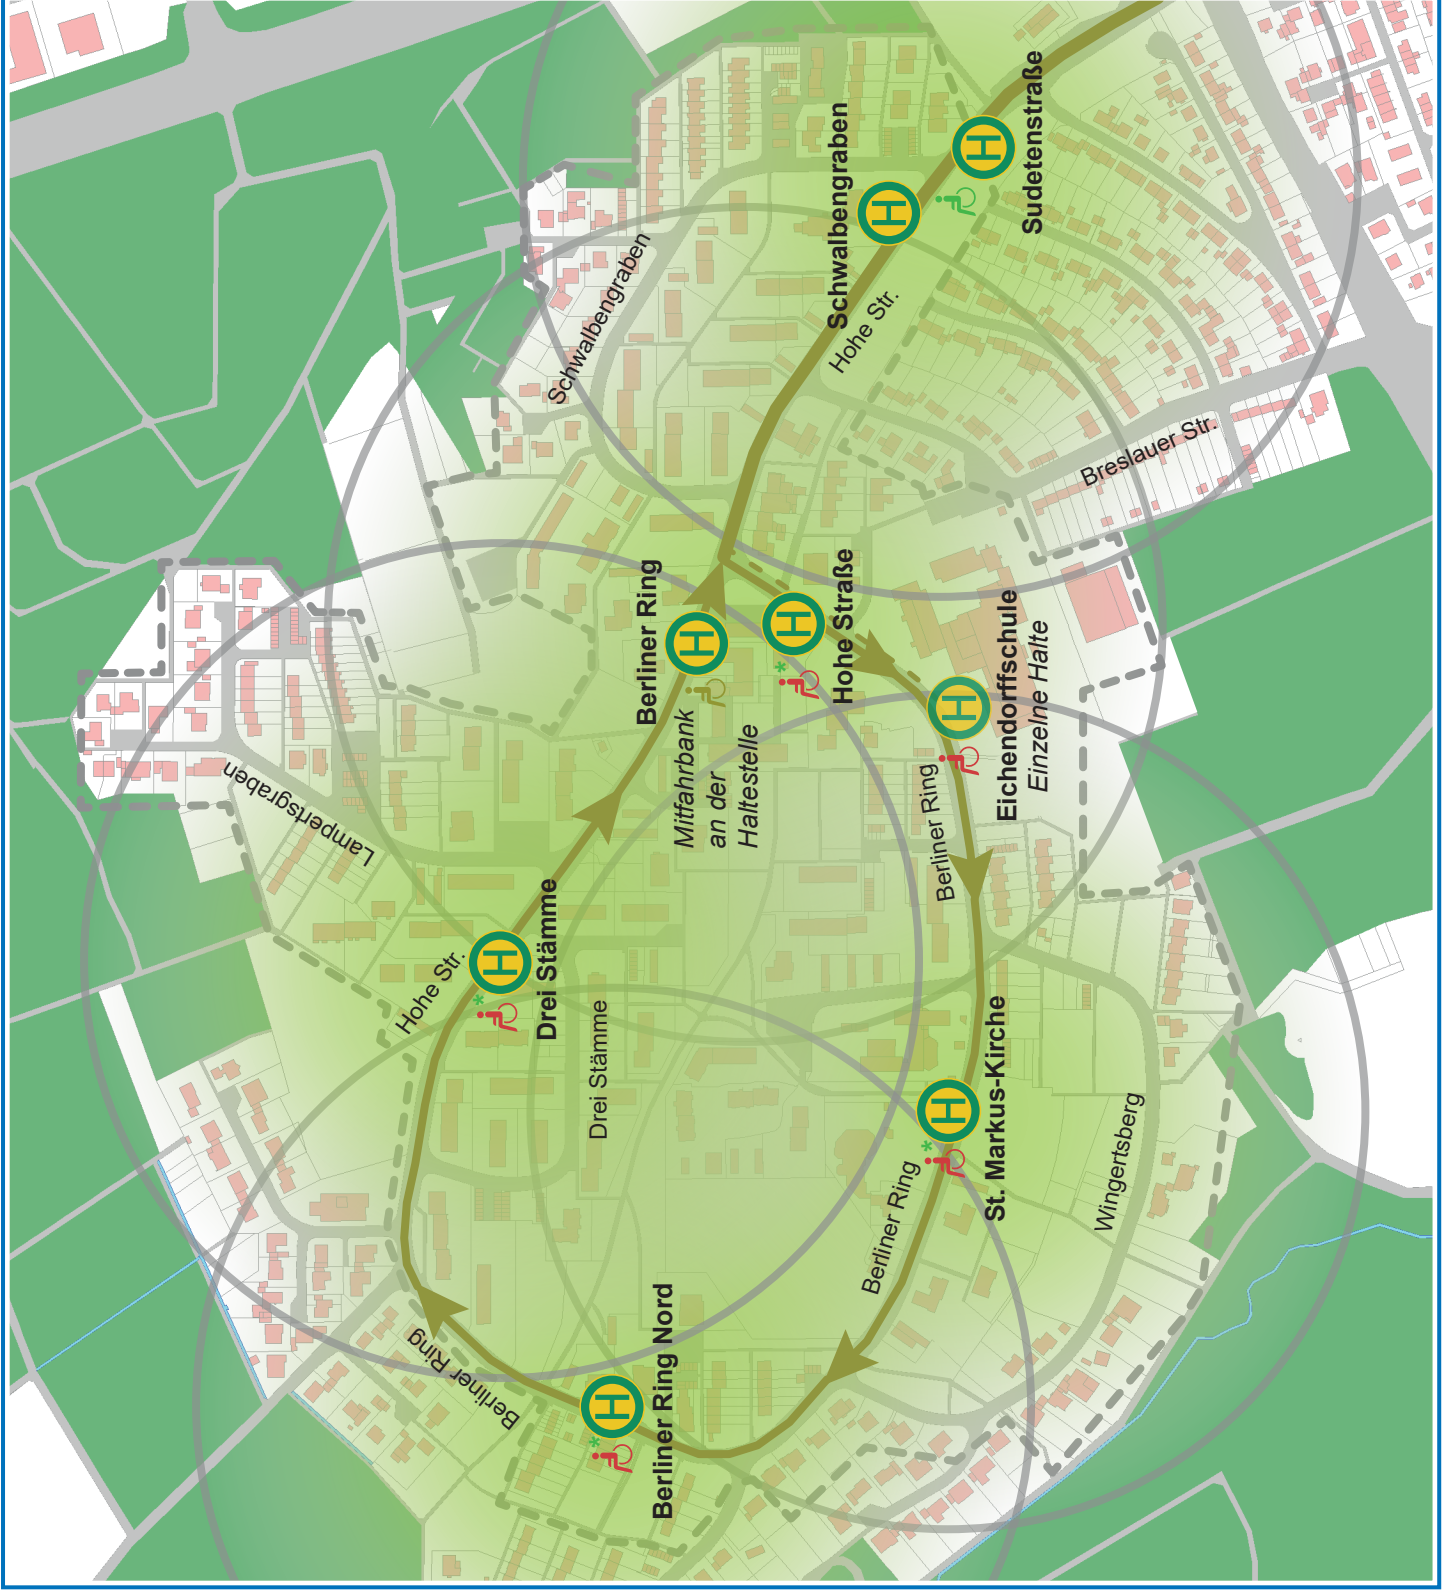 Sudetenstraße
H
Schwalbengraben
H
Hohe Str.
Schwalbengraben
Breslauer Str.
Berliner Ring
H
Mitfahrbank
an der
Haltestelle
Hohe Straße
H
*
Eichendorffschule
Einzelne Halte
H
Berliner Ring
Lampertsgraben
Hohe Str.
Drei Stämme
H
*
Drei Stämme
St. Markus-Kirche
H
*
Berliner Ring
Wingertsberg
Berliner Ring
Berliner Ring Nord
H
*